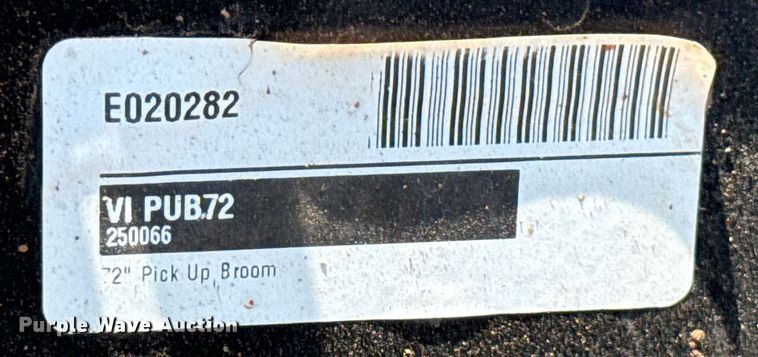 E020282
VI PUB72
250066
72" Pick Up Broom
Purple Wave Auction